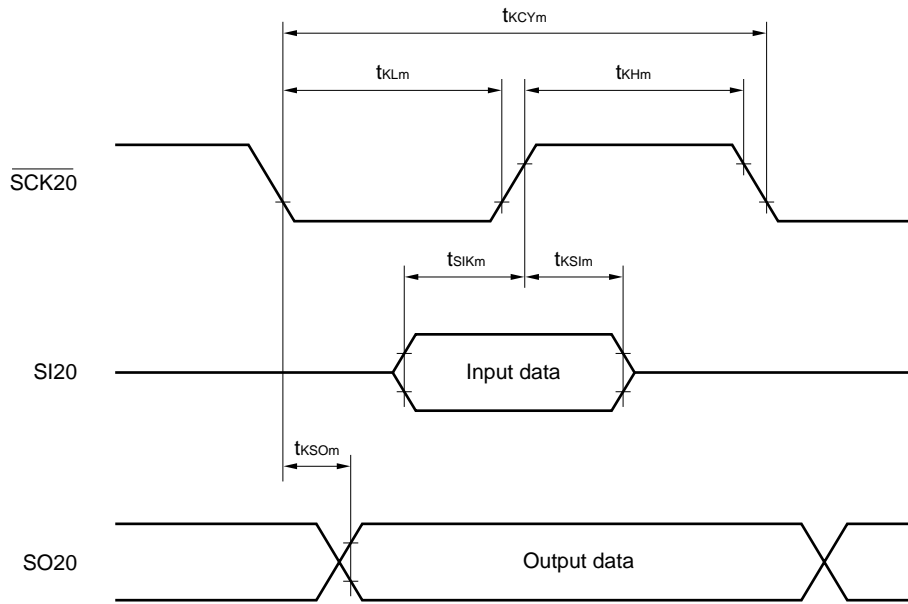 tKCYm
tKLm
tKHm
SCK20
tSIKm
tKSIm
SI20
Input data
tKSOm
SO20
Output data